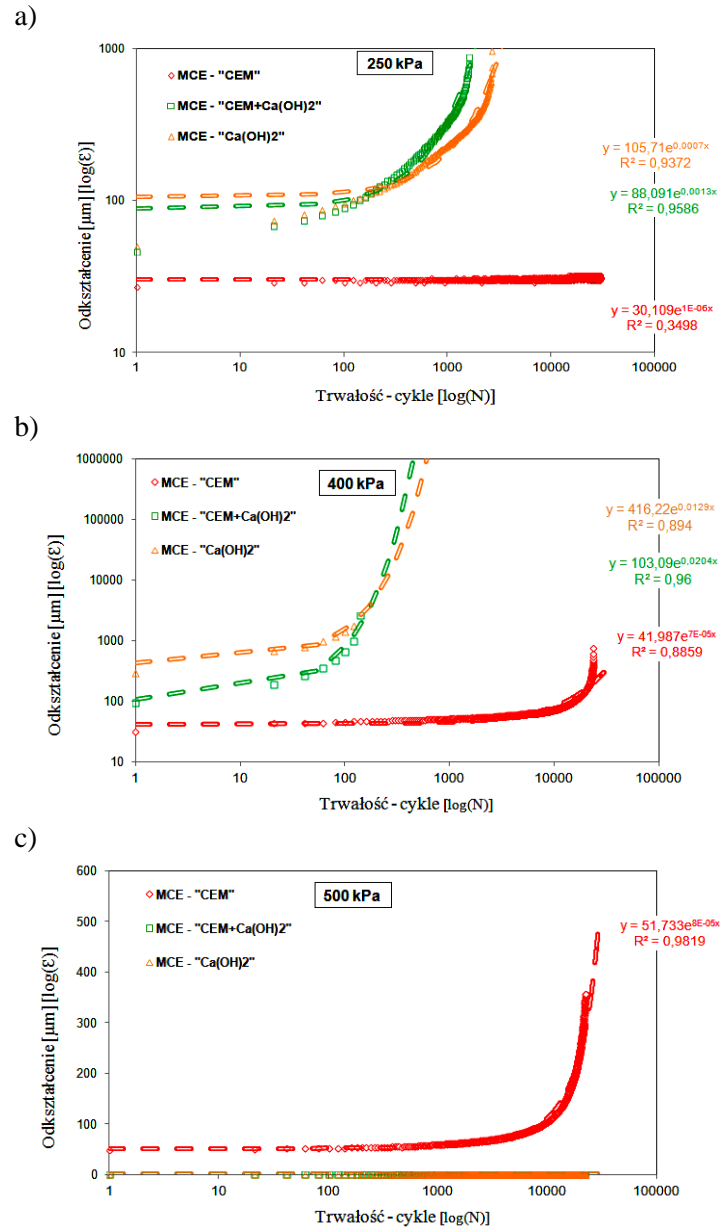 a)
1000
250 kPa
MCE - "CEM"
MCE - "CEM+Ca(OH)2"
MCE - "Ca(OH)2"
y = 105,71e0,0007x
R² = 0,9372
100
y = 88,091e0,0013x
R² = 0,9586
Odkształcenie [µm] [log(Ɛ)]
y = 30,109e1E-06x
R² = 0,3498
10
1 10 100 1000 10000 100000
Trwałość - cykle [log(N)]
b)
1000000
400 kPa
MCE - "CEM"
MCE - "CEM+Ca(OH)2"
MCE - "Ca(OH)2"
100000
y = 416,22e0,0129x
R² = 0,894
10000
y = 103,09e0,0204x
R² = 0,96
Odkształcenie [µm] [log(Ɛ)]
1000
y = 41,987e7E-05x
R² = 0,8859
100
10
1 10 100 1000 10000 100000
Trwałość - cykle [log(N)]
c)
600
500 kPa
MCE - "CEM"
MCE - "CEM+Ca(OH)2"
MCE - "Ca(OH)2"
500
y = 51,733e8E-05x
R² = 0,9819
400
Odkształcenie [µm] [log(Ɛ)]
300
200
100
0
1 10 100 1000 10000 100000
Trwałość - cykle [log(N)]